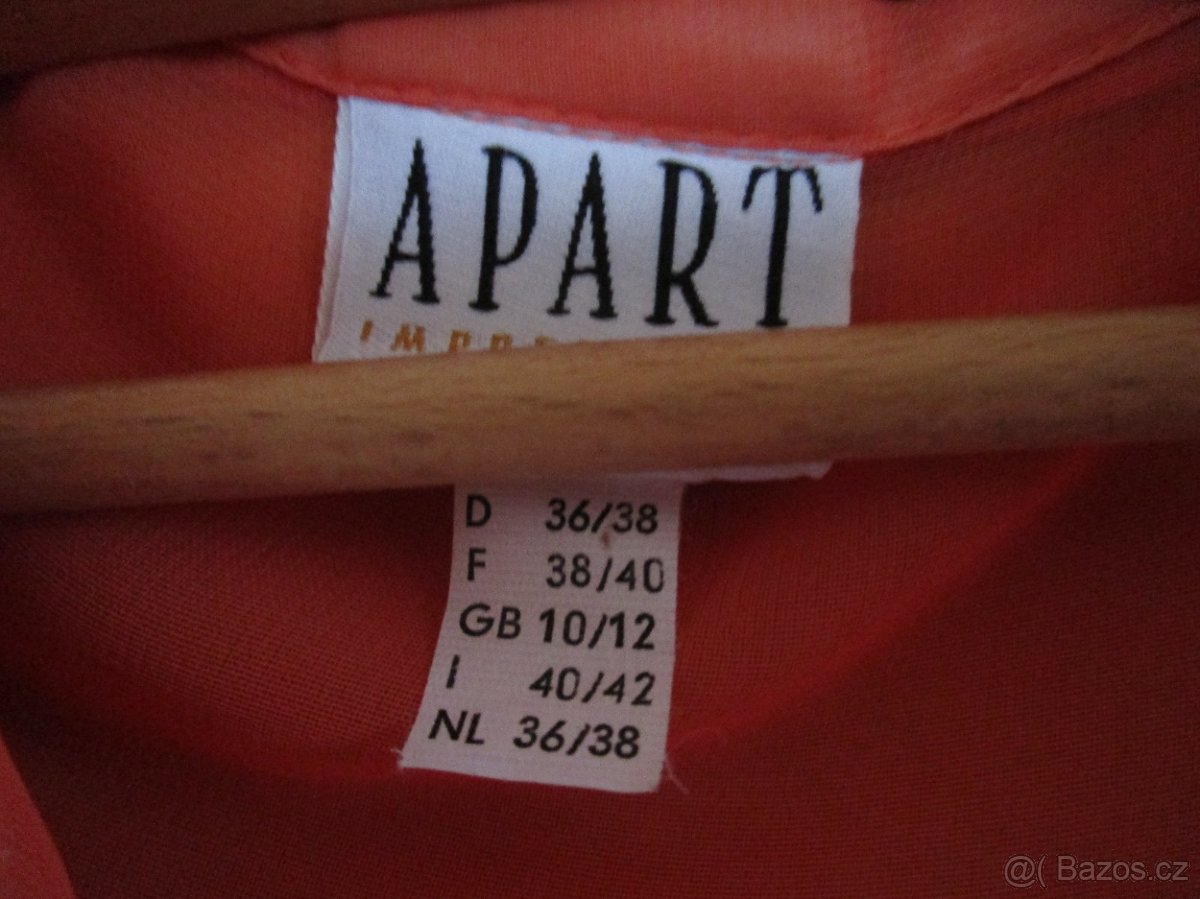 APART
D 36/38
F 38/40
GB 10/12
I 40/42
NL 36/38
@( Bazos.cz